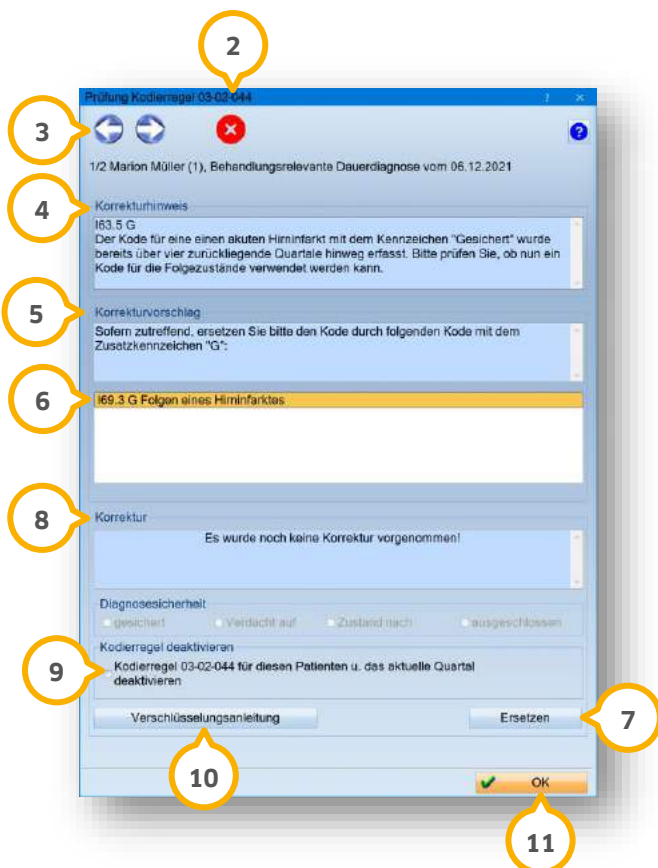 2
Prüfung Kodierregel 03-02-044
3
1/2 Marion Müller (1), Behandlungsrelevante Dauerdiagnose vom 06.12.2021
4
Korrekturhinweis
I63.5 G
Der Kode für eine einen akuten Hirninfarkt mit dem Kennzeichen "Gesichert" wurde
bereits über vier zurückliegende Quartale hinweg erfasst. Bitte prüfen Sie, ob nun ein
Kode für die Folgezustände verwendet werden kann.
5
Korrekturvorschlag
Sofern zutreffend, ersetzen Sie bitte den Kode durch folgenden Kode mit dem
Zusatzkennzeichen "G":
6
I69.3 G Folgen eines Hirninfarktes
8
Korrektur
Es wurde noch keine Korrektur vorgenommen!
Diagnosesicherheit
gesichert Verdacht auf Zustand nach ausgeschlossen
Kodierregel deaktivieren
9
Kodierregel 03-02-044 für diesen Patienten u. das aktuelle Quartal
deaktivieren
Verschlüsselungsanleitung Ersetzen
7
10
OK
11